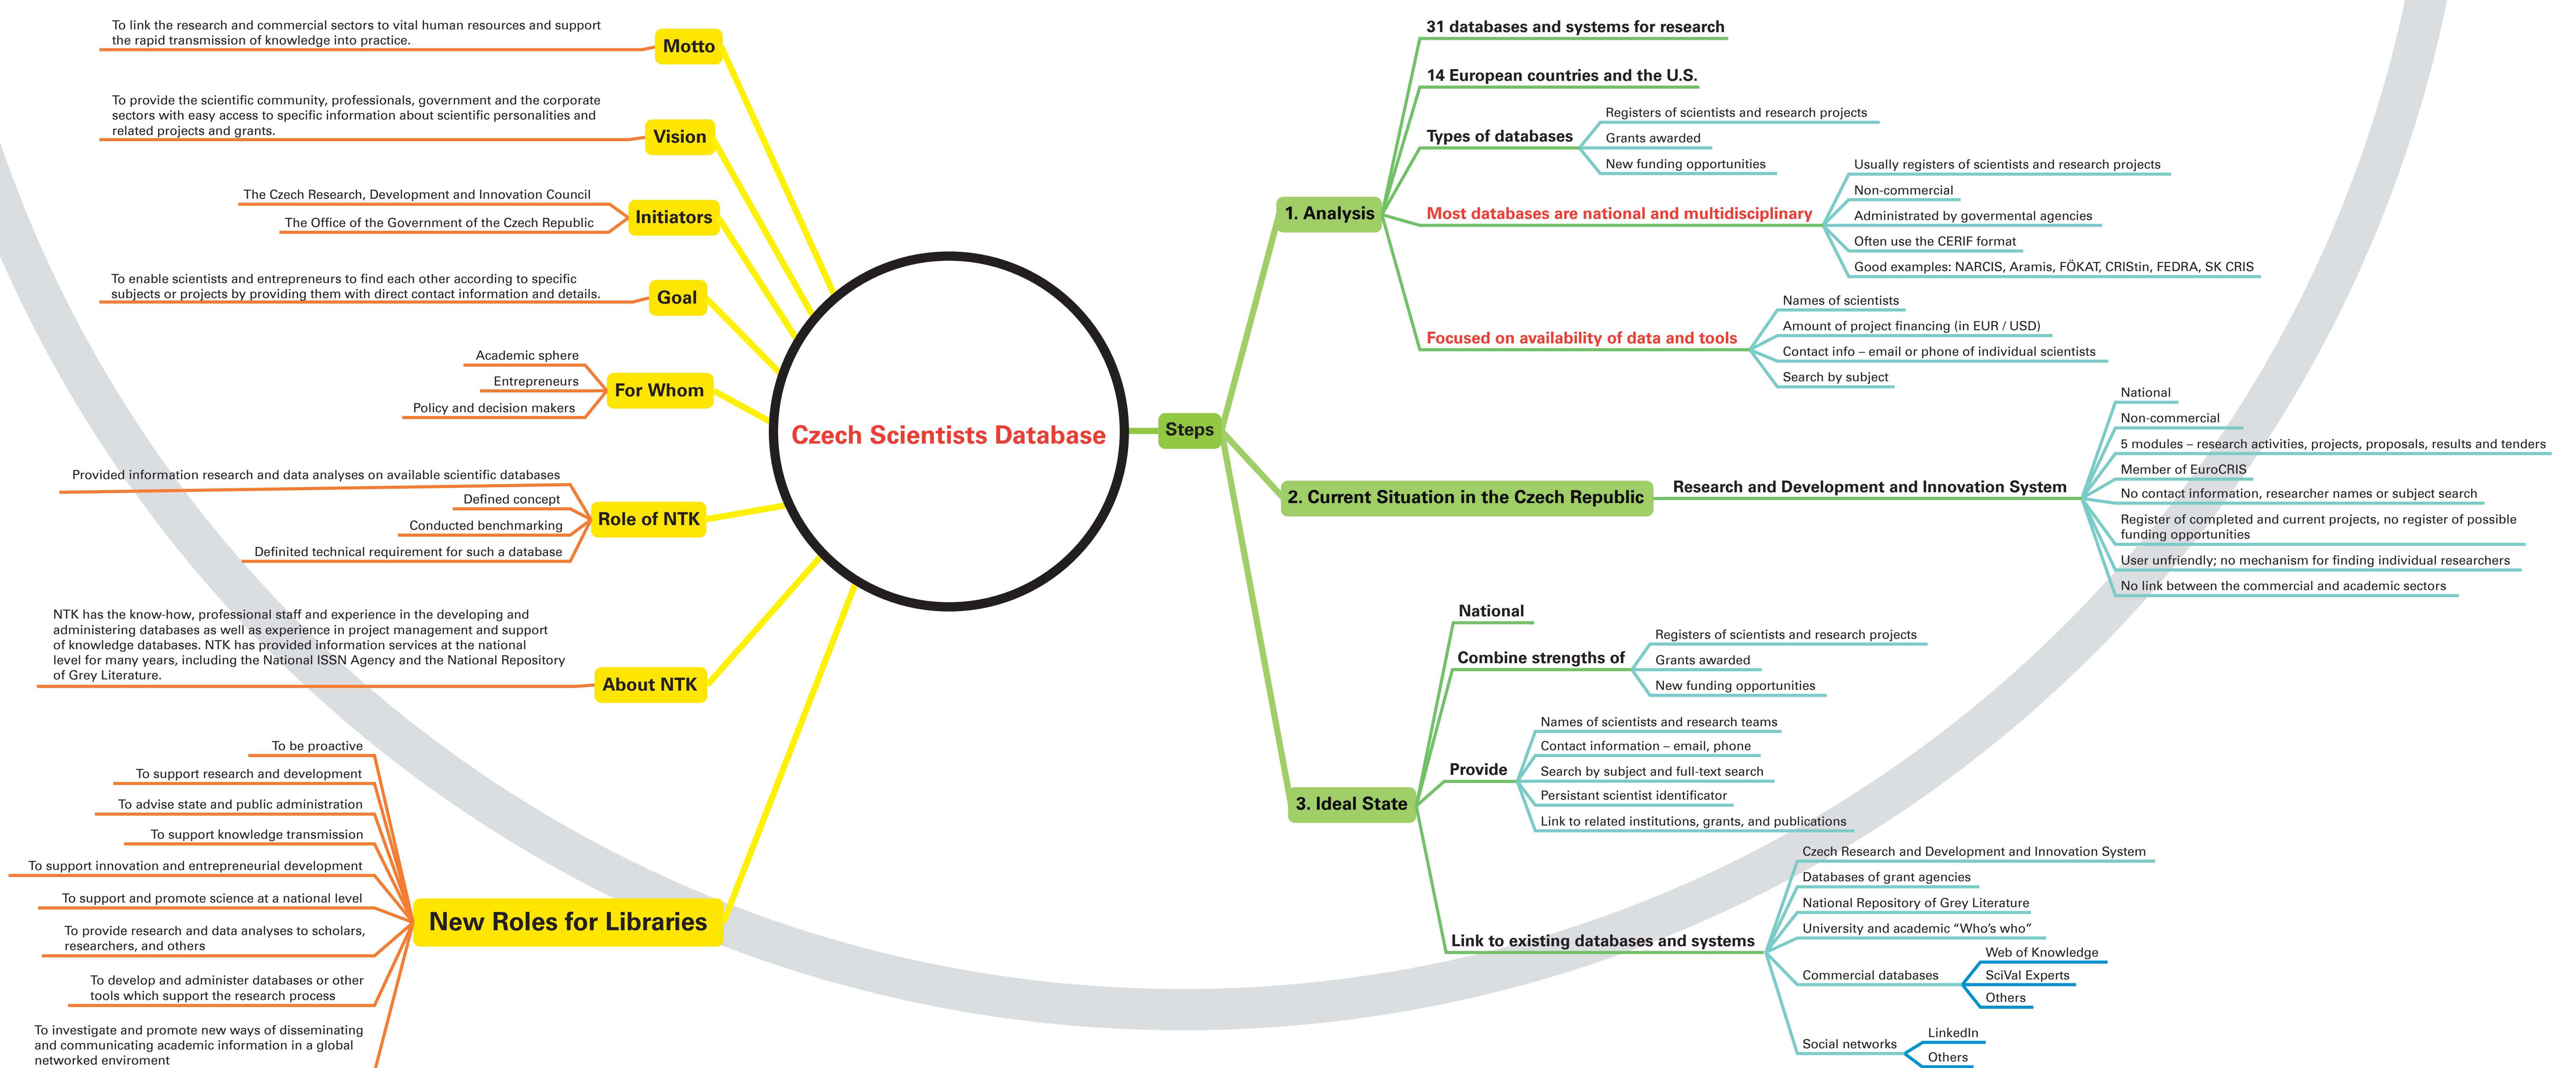 To link the research and commercial sectors to vital human resources and support
the rapid transmission of knowledge into practice.
Motto
To provide the scientific community, professionals, government and the corporate
sectors with easy access to specific information about scientific personalities and
related projects and grants.
Vision
The Czech Research, Development and Innovation Council
The Office of the Government of the Czech Republic
Initiators
To enable scientists and entrepreneurs to find each other according to specific
subjects or projects by providing them with direct contact information and details.
Goal
Academic sphere
Entrepreneurs
Policy and decision makers
For Whom
Provided information research and data analyses on available scientific databases
Defined concept
Conducted benchmarking
Definited technical requirement for such a database
Role of NTK
NTK has the know-how, professional staff and experience in the developing and
administering databases as well as experience in project management and support
of knowledge databases. NTK has provided information services at the national
level for many years, including the National ISSN Agency and the National Repository
of Grey Literature.
About NTK
To be proactive
To support research and development
To advise state and public administration
To support knowledge transmission
To support innovation and entrepreneurial development
To support and promote science at a national level
To provide research and data analyses to scholars,
researchers, and others
To develop and administer databases or other
tools which support the research process
To investigate and promote new ways of disseminating
and communicating academic information in a global
networked enviroment
New Roles for Libraries
Czech Scientists Database
Steps
1. Analysis
31 databases and systems for research
14 European countries and the U.S.
Types of databases
Registers of scientists and research projects
Grants awarded
New funding opportunities
Most databases are national and multidisciplinary
Usually registers of scientists and research projects
Non-commercial
Administrated by govermental agencies
Often use the CERIF format
Good examples: NARCIS, Aramis, FÖKAT, CRIStin, FEDRA, SK CRIS
Focused on availability of data and tools
Names of scientists
Amount of project financing (in EUR / USD)
Contact info – email or phone of individual scientists
Search by subject
2. Current Situation in the Czech Republic
Research and Development and Innovation System
National
Non-commercial
5 modules – research activities, projects, proposals, results and tenders
Member of EuroCRIS
No contact information, researcher names or subject search
Register of completed and current projects, no register of possible
funding opportunities
User unfriendly; no mechanism for finding individual researchers
No link between the commercial and academic sectors
3. Ideal State
National
Combine strengths of
Registers of scientists and research projects
Grants awarded
New funding opportunities
Provide
Names of scientists and research teams
Contact information – email, phone
Search by subject and full-text search
Persistant scientist identificator
Link to related institutions, grants, and publications
Link to existing databases and systems
Czech Research and Development and Innovation System
Databases of grant agencies
National Repository of Grey Literature
University and academic “Who’s who”
Commercial databases
Web of Knowledge
SciVal Experts
Others
Social networks
LinkedIn
Others